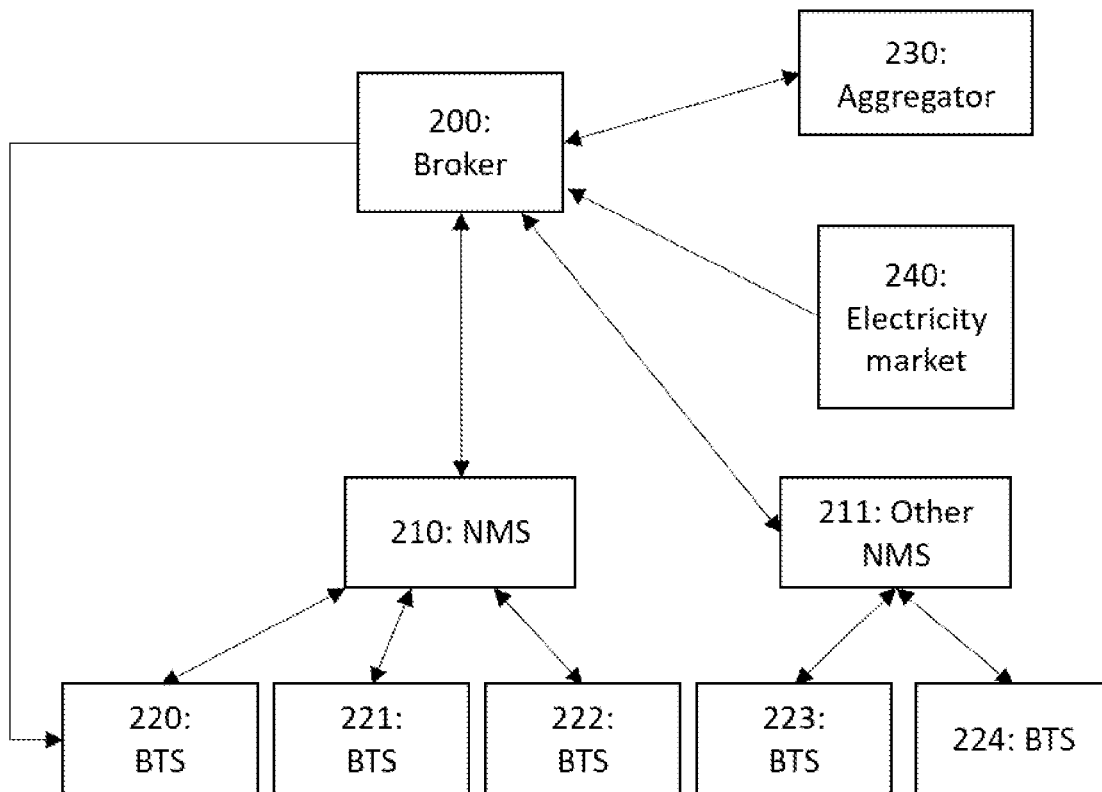 230:
Aggregator
200:
Broker
240:
Electricity
market
210: NMS
211: Other
NMS
220:
BTS
221:
BTS
222:
BTS
223:
BTS
224: BTS